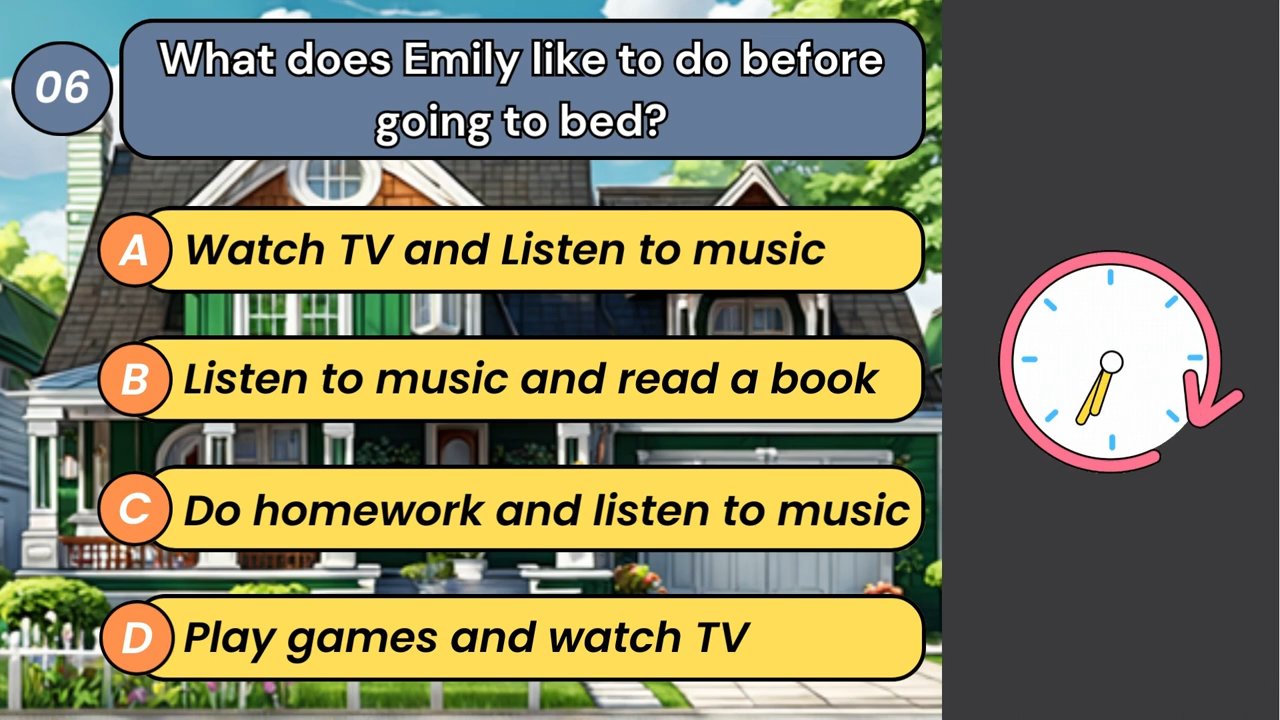 06
What does Emily like to do before
going to bed?
A Watch TV and Listen to music
B Listen to music and read a book
C Do homework and listen to music
D Play games and watch TV